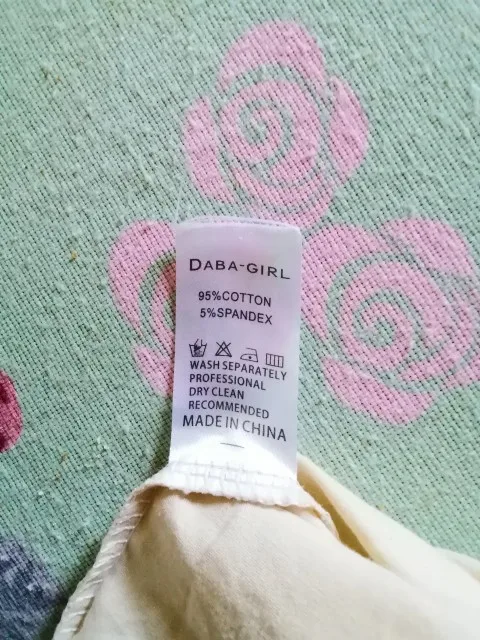 DABA-GIRL
95%COTTON
5%SPANDEX
WASH SEPARATELY
PROFESSIONAL
DRY CLEAN
RECOMMENDED
MADE IN CHINA